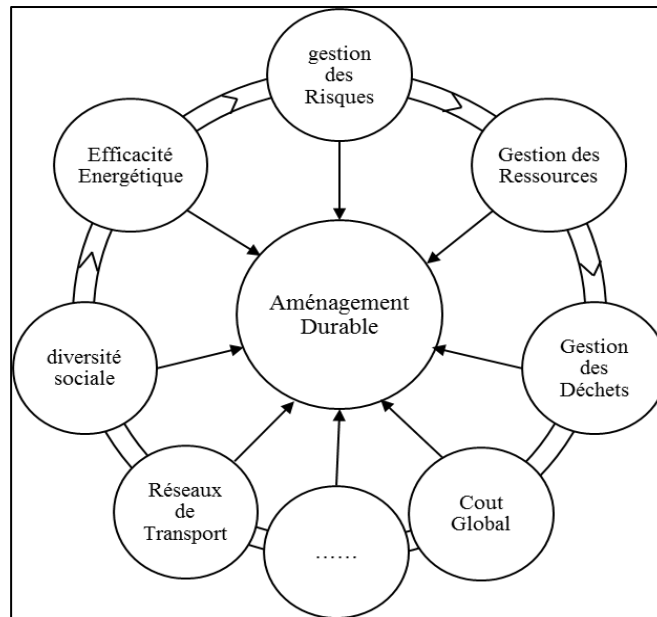 gestion
des
Risques
Efficacité
Energétique
Gestion des
Ressources
Aménagement
Durable
diversité
sociale
Gestion
des
Déchets
Réseaux
de
Transport
Cout
Global
......